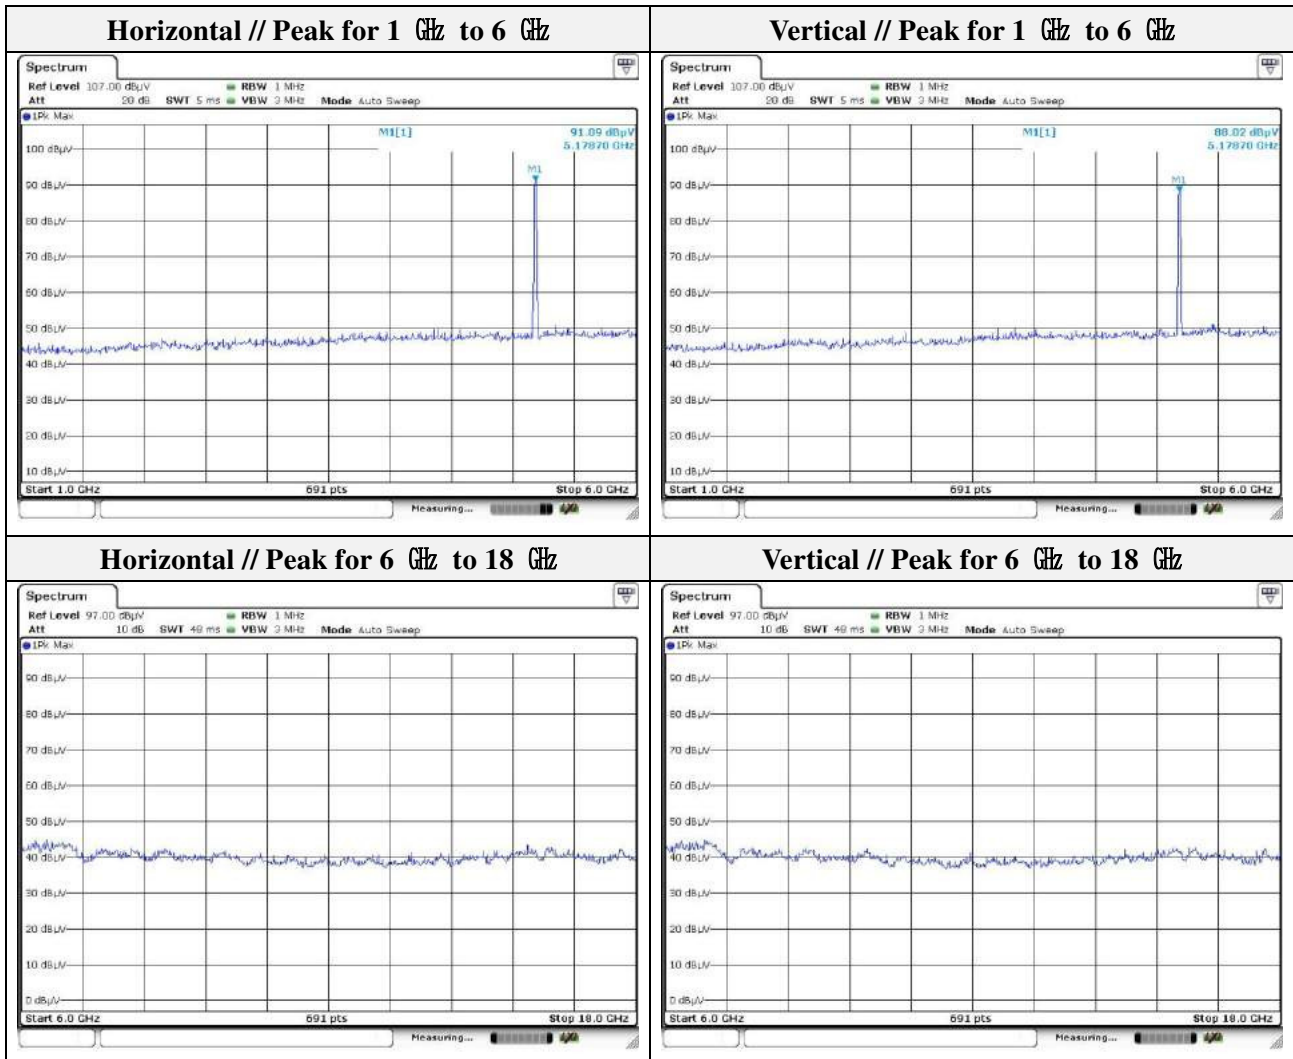 Horizontal // Peak for 1 ㎓ to 6 ㎓
Spectrum
Ref Level 107.00 dBµV RBW 1 MHz
Att 20 dB SWT 5 ms VBW 3 MHz Mode Auto Sweep
1Pk Max
M1[1] 91.09 dBµV
5.17870 GHz
M1
100 dBµV
90 dBµV
80 dBµV
70 dBµV
60 dBµV
50 dBµV
40 dBµV
30 dBµV
20 dBµV
10 dBµV
Start 1.0 GHz 691 pts Stop 6.0 GHz
Measuring...
Vertical // Peak for 1 ㎓ to 6 ㎓
Spectrum
Ref Level 107.00 dBµV RBW 1 MHz
Att 20 dB SWT 5 ms VBW 3 MHz Mode Auto Sweep
1Pk Max
M1[1] 88.02 dBµV
5.17870 GHz
M1
100 dBµV
90 dBµV
80 dBµV
70 dBµV
60 dBµV
50 dBµV
40 dBµV
30 dBµV
20 dBµV
10 dBµV
Start 1.0 GHz 691 pts Stop 6.0 GHz
Measuring...
Horizontal // Peak for 6 ㎓ to 18 ㎓
Spectrum
Ref Level 97.00 dBµV RBW 1 MHz
Att 10 dB SWT 48 ms VBW 3 MHz Mode Auto Sweep
1Pk Max
90 dBµV
80 dBµV
70 dBµV
60 dBµV
50 dBµV
40 dBµV
30 dBµV
20 dBµV
10 dBµV
0 dBµV
Start 6.0 GHz 691 pts Stop 18.0 GHz
Measuring...
Vertical // Peak for 6 ㎓ to 18 ㎓
Spectrum
Ref Level 97.00 dBµV RBW 1 MHz
Att 10 dB SWT 48 ms VBW 3 MHz Mode Auto Sweep
1Pk Max
90 dBµV
80 dBµV
70 dBµV
60 dBµV
50 dBµV
40 dBµV
30 dBµV
20 dBµV
10 dBµV
0 dBµV
Start 6.0 GHz 691 pts Stop 18.0 GHz
Measuring...